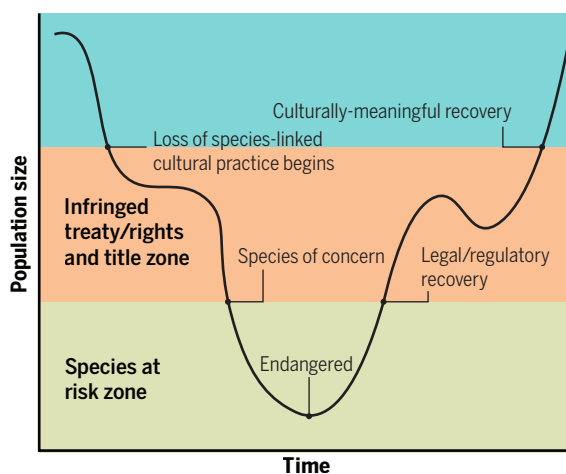 Population size
Culturally-meaningful recovery
Loss of species-linked
cultural practice begins
Infringed
treaty/rights
and title zone
Species of concern
Legal/regulatory
recovery
Endangered
Species at
risk zone
Time